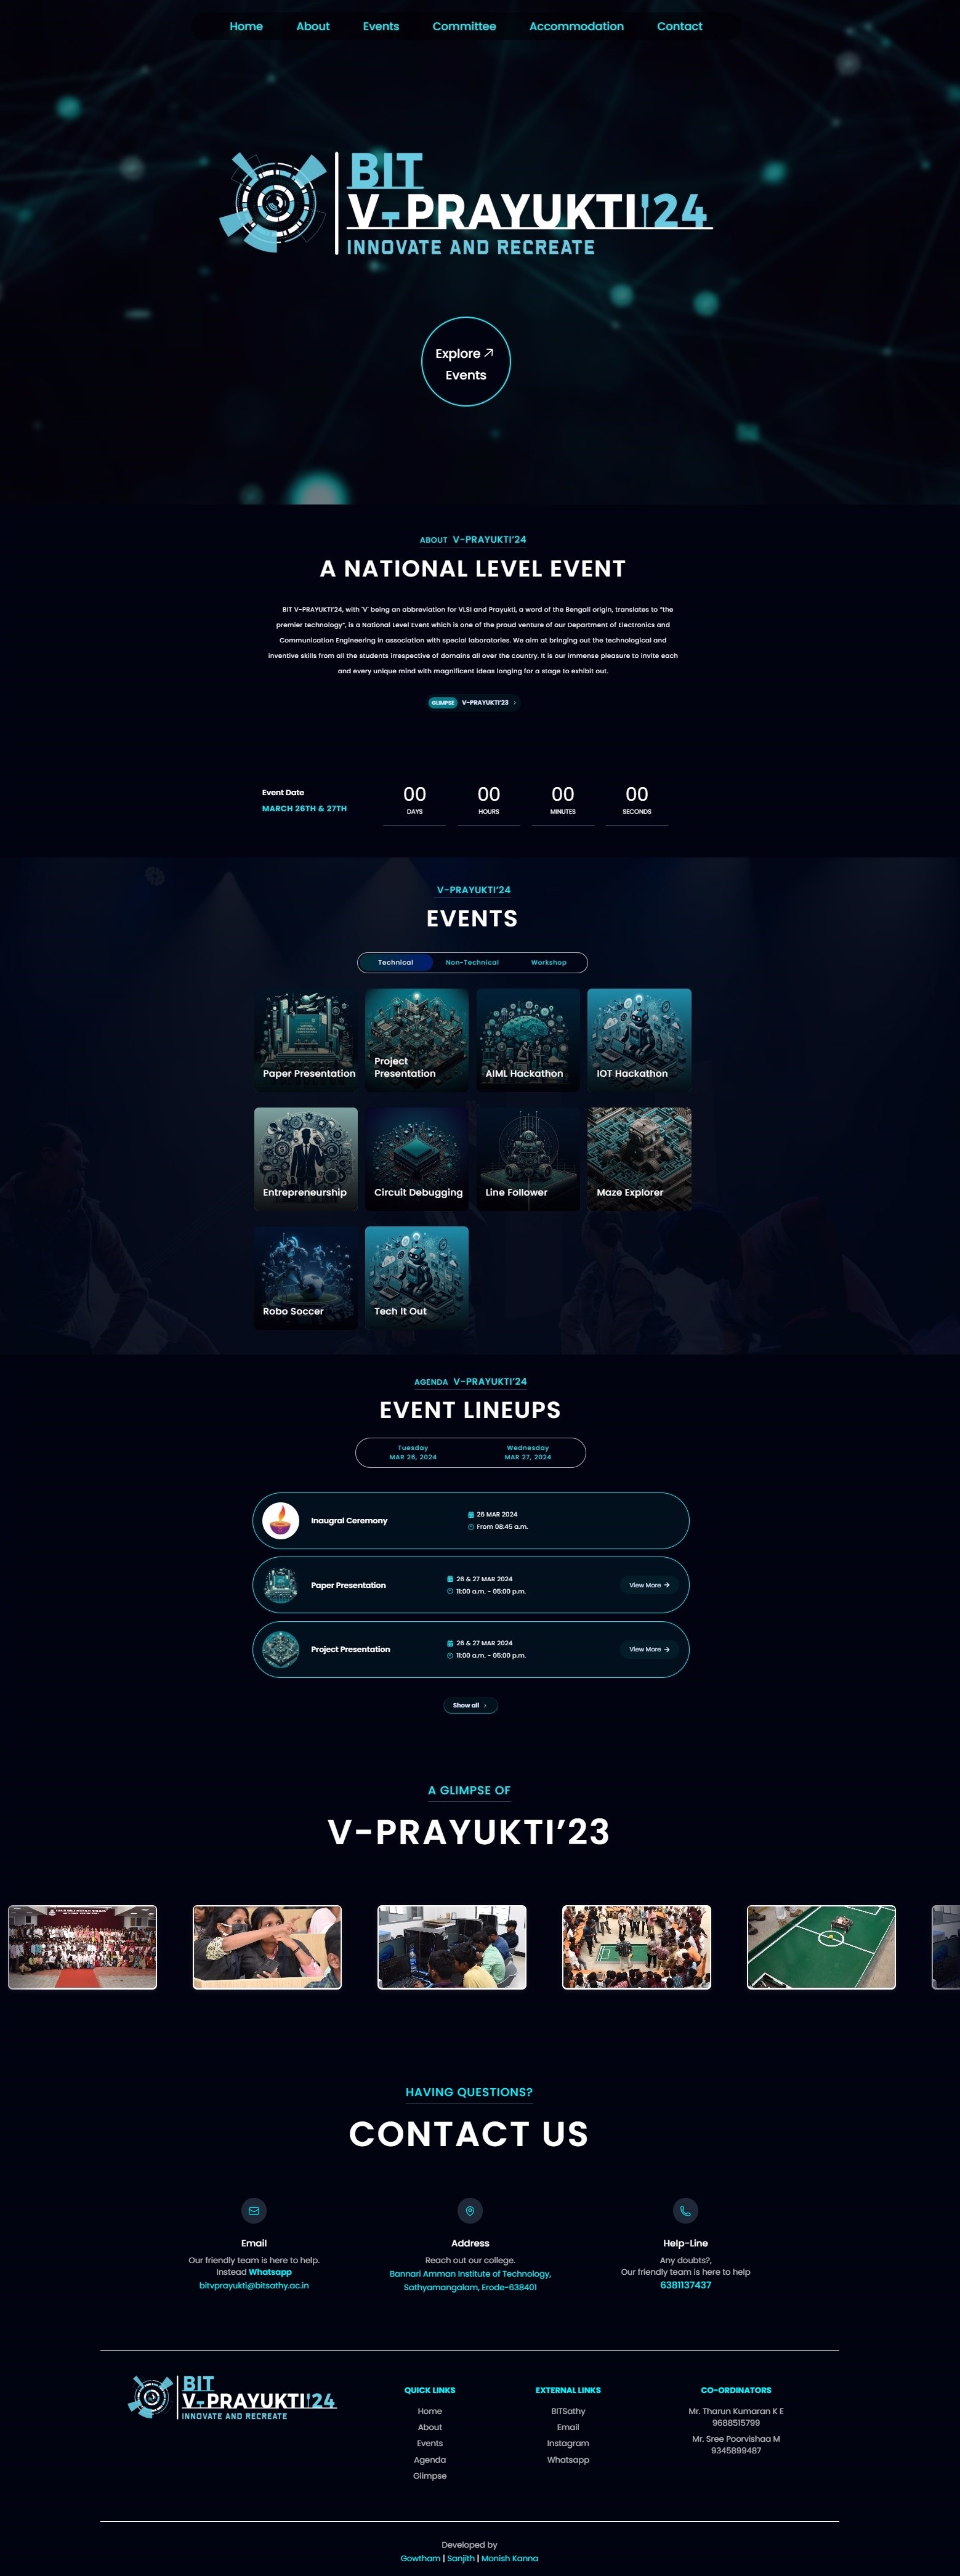 Home About Events Committee Accommodation Contact
BIT
V-PRAYUKTI'24
INNOVATE AND RECREATE
Explore
Events
ABOUT V-PRAYUKTI'24
A NATIONAL LEVEL EVENT
BIT V-PRAYUKTI'24, with 'V' being an abbreviation for VLSI and Prayukti, a word of the Bengali origin, translates to "the
premier technology", is a National Level Event which is one of the proud venture of our Department of Electronics and
Communication Engineering in association with special laboratories. We aim at bringing out the technological and
inventive skills from all the students irrespective of domains all over the country. It is our immense pleasure to invite each
and every unique mind with magnificent ideas longing for a stage to exhibit out.
GLIMPSE V-PRAYUKTI'23 ›
Event Date
MARCH 26TH & 27TH
00 00 00 00
DAYS HOURS MINUTES SECONDS
V-PRAYUKTI'24
EVENTS
Technical Non-Technical Workshop
Paper Presentation
Project
Presentation
AIML Hackathon
IOT Hackathon
Entrepreneurship
Circuit Debugging
Line Follower
Maze Explorer
Robo Soccer
Tech It Out
AGENDA V-PRAYUKTI'24
EVENT LINEUPS
Tuesday
MAR 26, 2024
Wednesday
MAR 27, 2024
Inaugral Ceremony
26 MAR 2024
From 08:45 a.m.
Paper Presentation
26 & 27 MAR 2024
11:00 a.m. - 05:00 p.m.
View More →
Project Presentation
26 & 27 MAR 2024
11:00 a.m. - 05:00 p.m.
View More →
Show all ›
A GLIMPSE OF
V-PRAYUKTI'23
HAVING QUESTIONS?
CONTACT US
Email
Our friendly team is here to help.
Instead Whatsapp
bitvprayukti@bitsathy.ac.in
Address
Reach out our college.
Bannari Amman Institute of Technology,
Sathyamangalam, Erode-638401
Help-Line
Any doubts?,
Our friendly team is here to help
6381137437
BIT
V-PRAYUKTI'24
INNOVATE AND RECREATE
QUICK LINKS
Home
About
Events
Agenda
Glimpse
EXTERNAL LINKS
BITSathy
Email
Instagram
Whatsapp
CO-ORDINATORS
Mr. Tharun Kumaran K E
9688515799
Mr. Sree Poorvishaa M
9345899487
Developed by
Gowtham | Sanjith | Monish Kanna